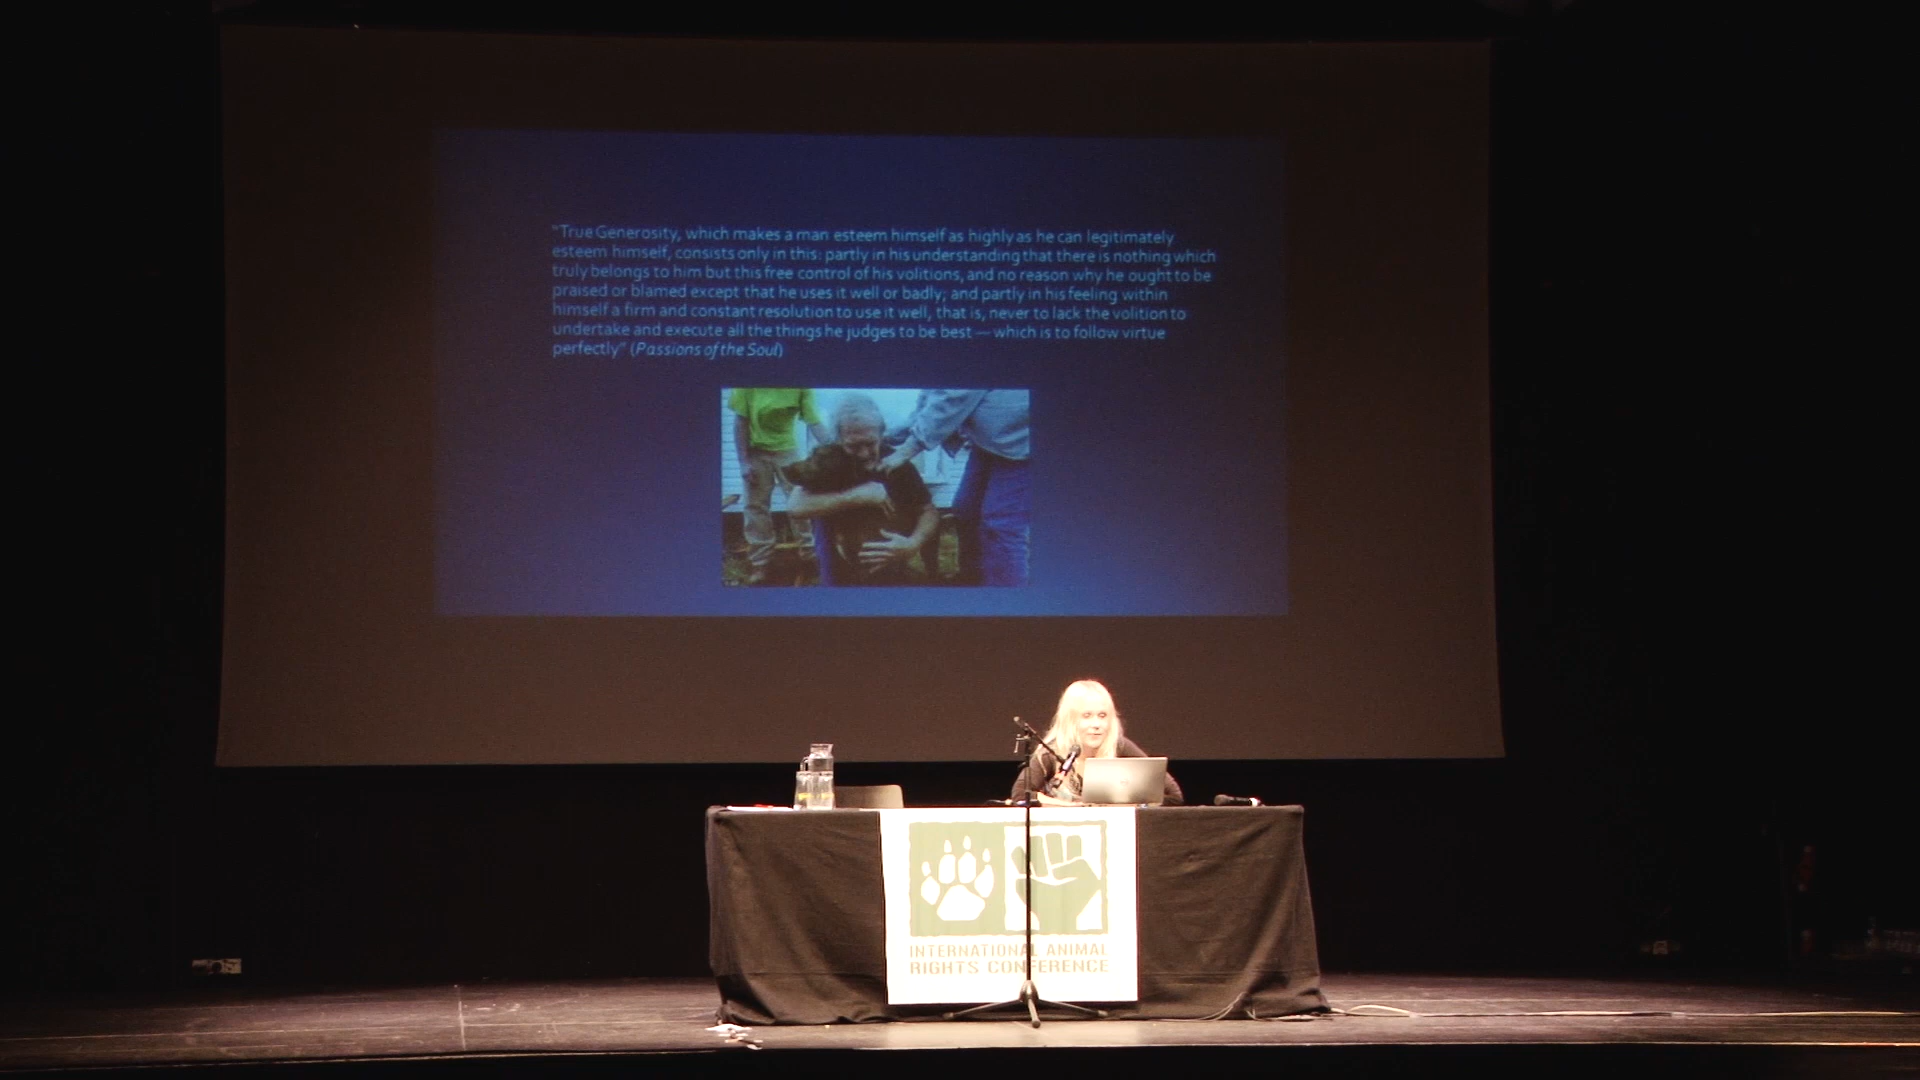 "True Generosity, which makes a man esteem himself as highly as he can legitimately
esteem himself, consists only in this: partly in his understanding that there is nothing which
truly belongs to him but this free control of his volitions, and no reason why he ought to be
praised or blamed except that he uses it well or badly; and partly in his feeling within
himself a firm and constant resolution to use it well, that is, never to lack the volition to
undertake and execute all the things he judges to be best — which is to follow virtue
perfectly" (Passions of the Soul)
INTERNATIONAL ANIMAL
RIGHTS CONFERENCE